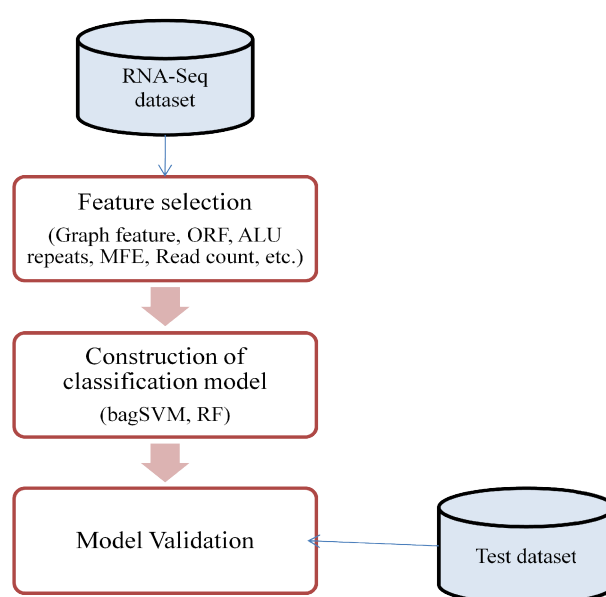 RNA-Seq
dataset
Feature selection
(Graph feature, ORF, ALU
repeats, MFE, Read count, etc.)
Construction of
classification model
(bagSVM, RF)
Model Validation
Test dataset